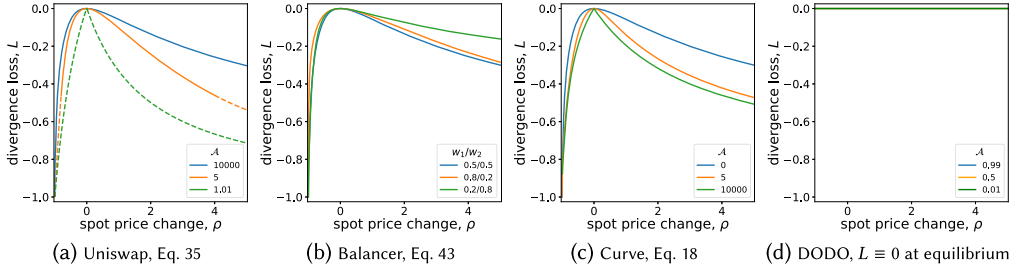 0.0
−0.2
−0.4
−0.6
−0.8
−1.0
divergence loss, L
0 2 4
spot price change, ρ
𝒜
10000
5
1.01
(a) Uniswap, Eq. 35
0.0
−0.2
−0.4
−0.6
−0.8
−1.0
divergence loss, L
0 2 4
spot price change, ρ
w₁/w₂
0.5/0.5
0.8/0.2
0.2/0.8
(b) Balancer, Eq. 43
0.0
−0.2
−0.4
−0.6
−0.8
−1.0
divergence loss, L
0 2 4
spot price change, ρ
𝒜
0
5
10000
(c) Curve, Eq. 18
0.0
−0.2
−0.4
−0.6
−0.8
−1.0
divergence loss, L
0 2 4
spot price change, ρ
𝒜
0,99
0,5
0.01
(d) DODO, L ≡ 0 at equilibrium